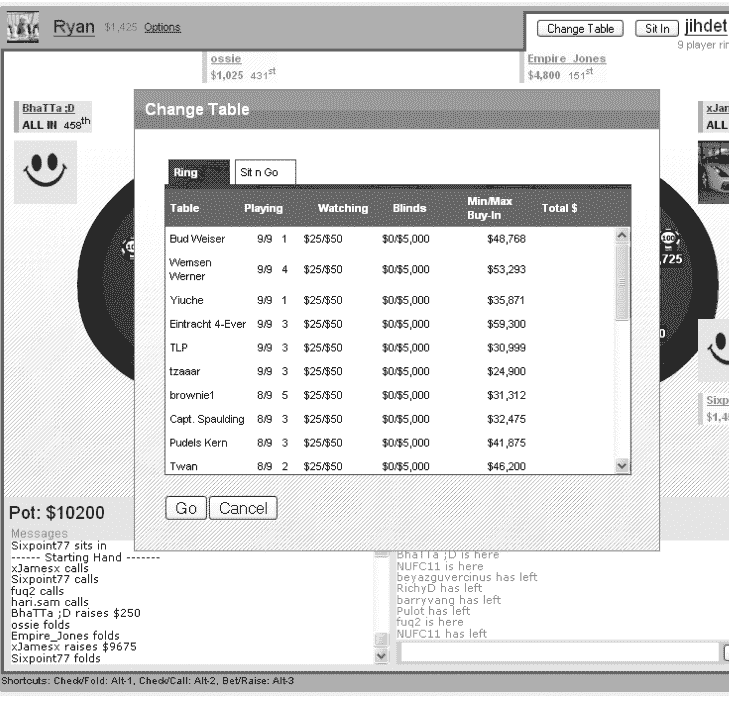 Ryan $1,425 Options
Change Table Sit In jihdet
9 player rin
ossie
$1,025 431st
Empire_Jones
$4,800 151st
BhaTTa ;D
ALL IN 458th
xJan
ALL
Change Table
Ring Sit n Go
Table Playing Watching Blinds Min/Max Buy-In Total $
Bud Weiser 9/9 1 $25/$50 $0/$5,000 $48,768
Wemsen Werner 9/9 4 $25/$50 $0/$5,000 $53,293
Yiuche 9/9 1 $25/$50 $0/$5,000 $35,871
Eintracht 4-Ever 9/9 3 $25/$50 $0/$5,000 $59,300
TLP 9/9 3 $25/$50 $0/$5,000 $30,999
tzaaar 9/9 3 $25/$50 $0/$5,000 $24,900
brownie1 8/9 5 $25/$50 $0/$5,000 $31,312
Capt. Spaulding 8/9 3 $25/$50 $0/$5,000 $32,475
Pudels Kern 8/9 3 $25/$50 $0/$5,000 $41,875
Twan 8/9 2 $25/$50 $0/$5,000 $46,200
Go Cancel
100
,725
Sixp
$1,4
Pot: $10200
Messages
Sixpoint77 sits in
------ Starting Hand -------
xJamesx calls
Sixpoint77 calls
fuq2 calls
hari.sam calls
BhaTTa ;D raises $250
ossie folds
Empire_Jones folds
xJamesx raises $9675
Sixpoint77 folds
BhaTTa ;D is here
NUFC11 is here
beyazguvercinus has left
RichyD has left
barryvang has left
Pulot has left
fuq2 is here
NUFC11 has left
Shortcuts: Check/Fold: Alt-1, Check/Call: Alt-2, Bet/Raise: Alt-3